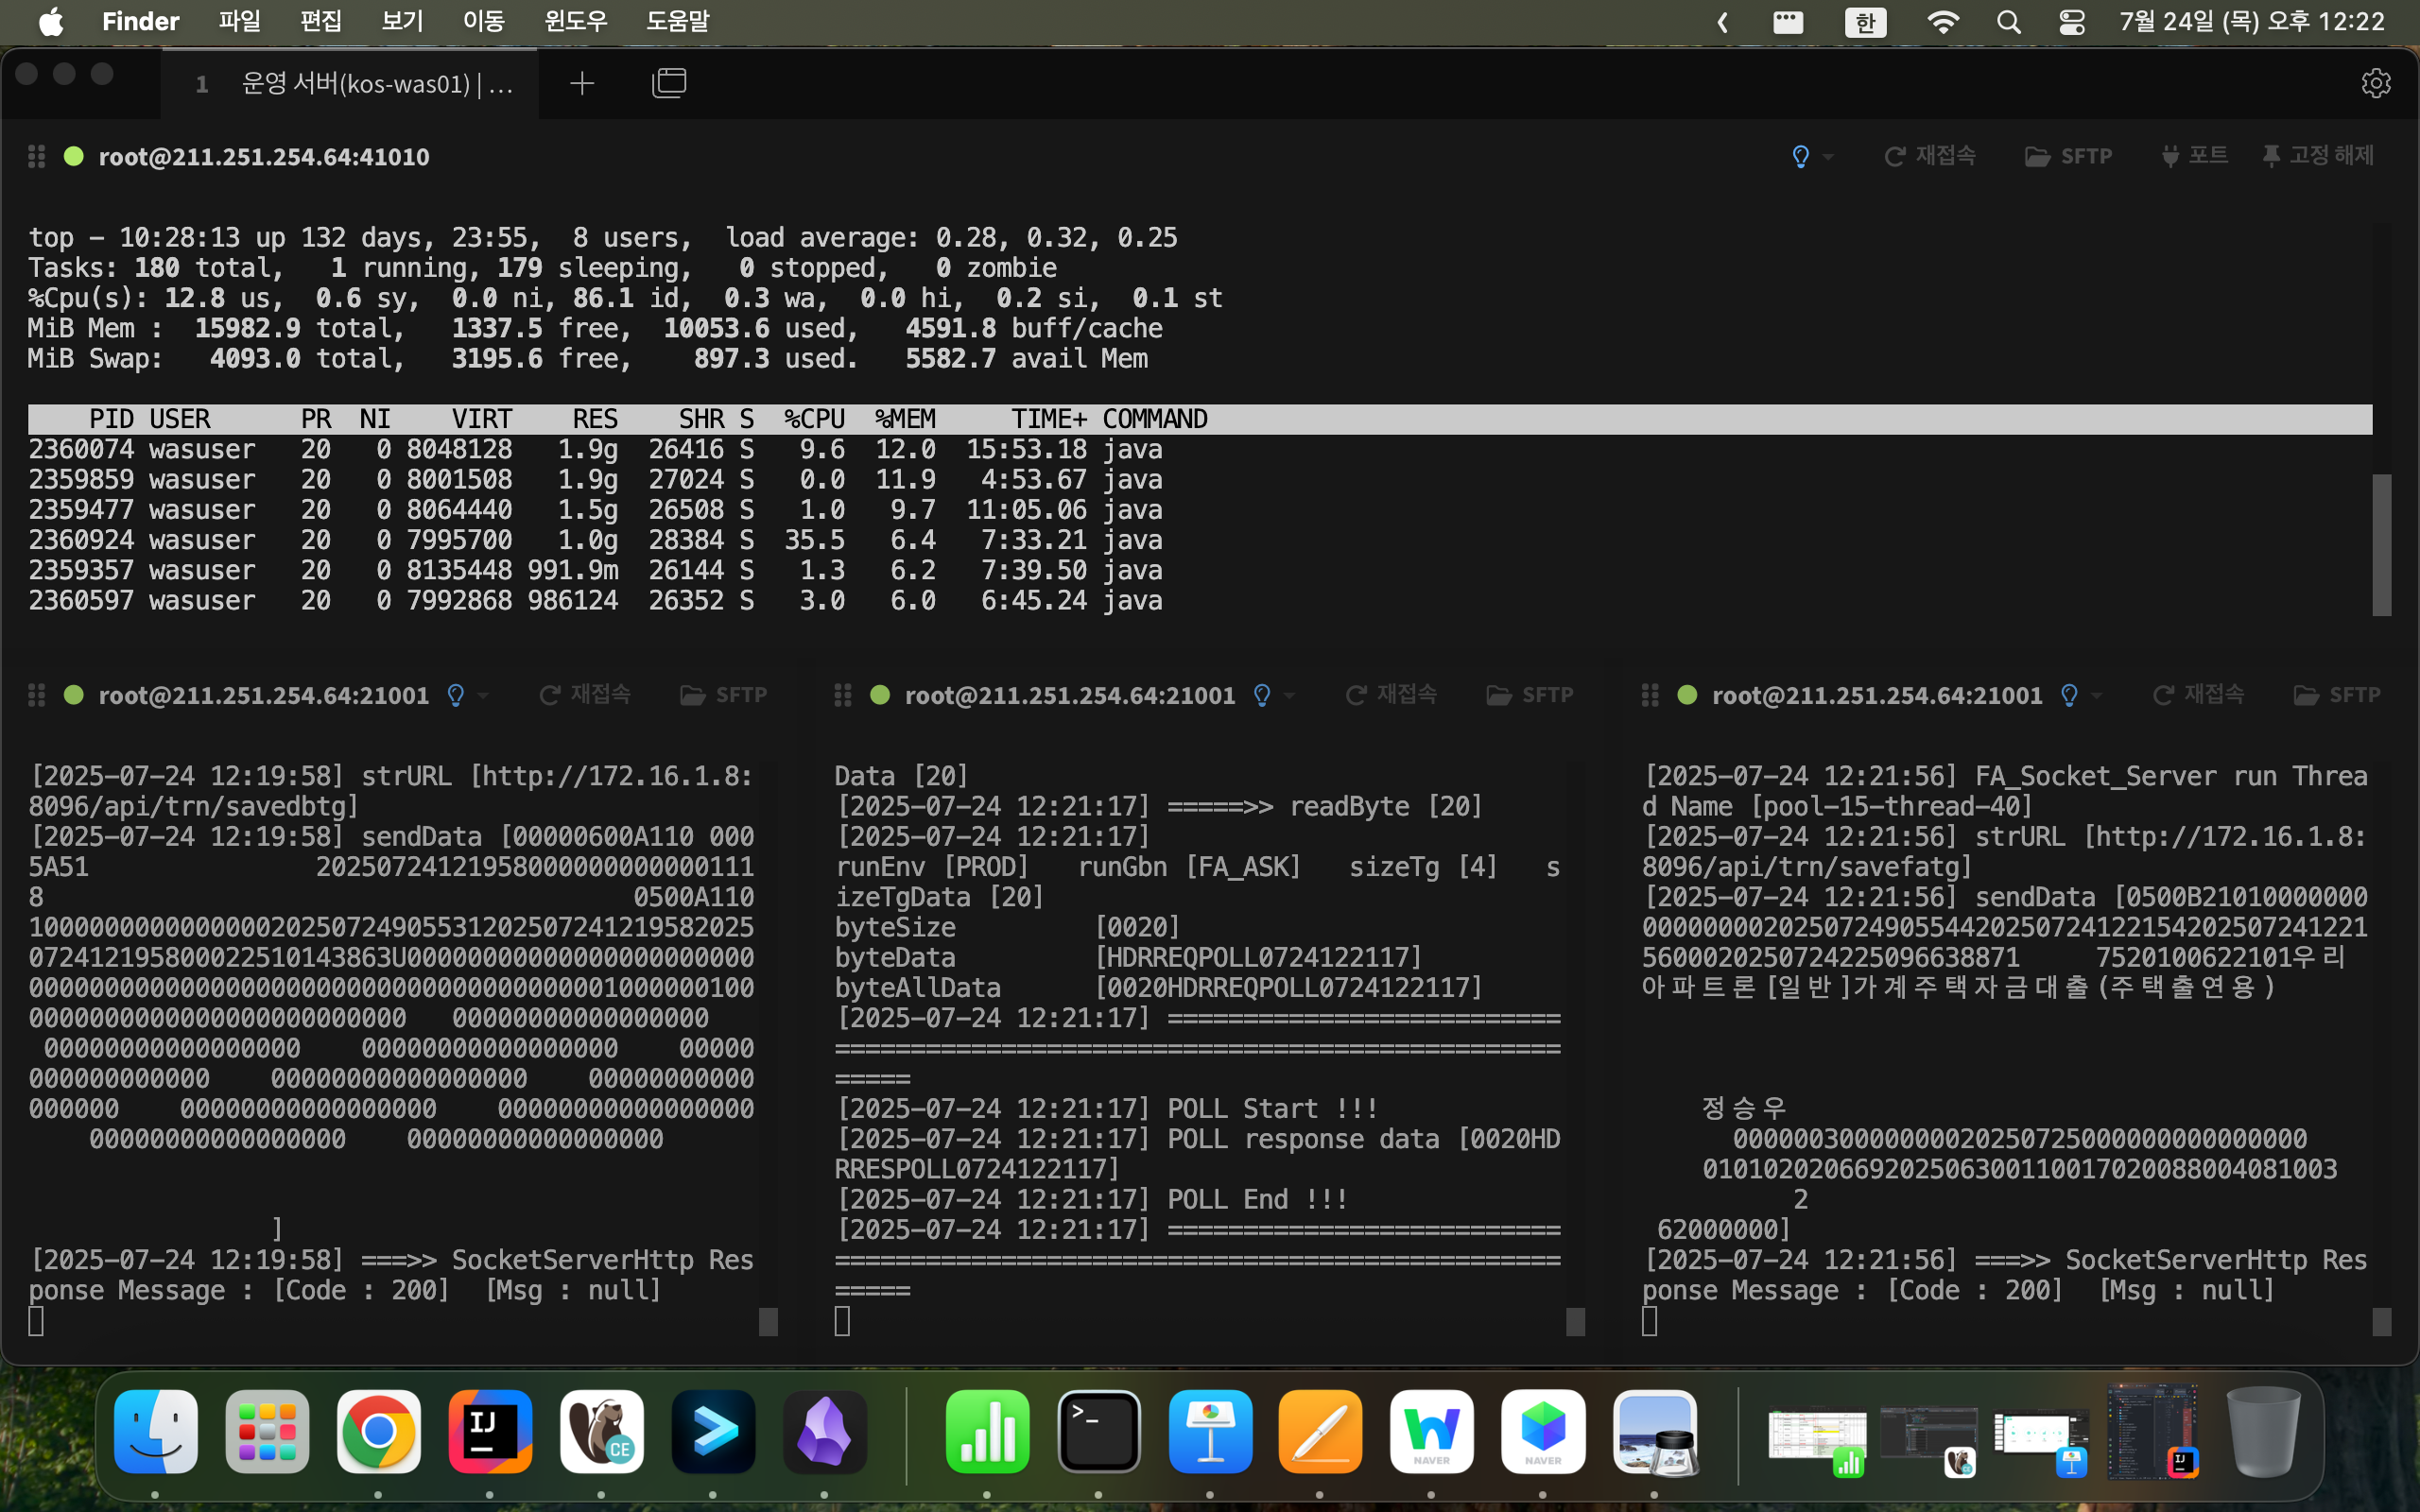 Finder 파일 편집 보기 이동 윈도우 도움말 한 7월 24일 (목) 오후 12:22
1 운영 서버(kos-was01) | ...
root@211.251.254.64:41010 재접속 SFTP 포트 고정 해제
top – 10:28:13 up 132 days, 23:55, 8 users, load average: 0.28, 0.32, 0.25
Tasks: 180 total, 1 running, 179 sleeping, 0 stopped, 0 zombie
%Cpu(s): 12.8 us, 0.6 sy, 0.0 ni, 86.1 id, 0.3 wa, 0.0 hi, 0.2 si, 0.1 st
MiB Mem : 15982.9 total, 1337.5 free, 10053.6 used, 4591.8 buff/cache
MiB Swap: 4093.0 total, 3195.6 free, 897.3 used. 5582.7 avail Mem
PID USER PR NI VIRT RES SHR S %CPU %MEM TIME+ COMMAND
2360074 wasuser 20 0 8048128 1.9g 26416 S 9.6 12.0 15:53.18 java
2359859 wasuser 20 0 8001508 1.9g 27024 S 0.0 11.9 4:53.67 java
2359477 wasuser 20 0 8064440 1.5g 26508 S 1.0 9.7 11:05.06 java
2360924 wasuser 20 0 7995700 1.0g 28384 S 35.5 6.4 7:33.21 java
2359357 wasuser 20 0 8135448 991.9m 26144 S 1.3 6.2 7:39.50 java
2360597 wasuser 20 0 7992868 986124 26352 S 3.0 6.0 6:45.24 java
root@211.251.254.64:21001 재접속 SFTP
[2025-07-24 12:19:58] strURL [http://172.16.1.8:
8096/api/trn/savedbtg]
[2025-07-24 12:19:58] sendData [00000600A110 000
5A51 20250724121958000000000000111
8 0500A110
100000000000000020250724905531202507241219582025
072412195800022510143863U00000000000000000000000
000000000000000000000000000000000000001000000100
0000000000000000000000000 00000000000000000
00000000000000000 00000000000000000 00000
000000000000 00000000000000000 00000000000
000000 00000000000000000 00000000000000000
00000000000000000 00000000000000000
]
[2025-07-24 12:19:58] ===>> SocketServerHttp Res
ponse Message : [Code : 200] [Msg : null]
root@211.251.254.64:21001 재접속 SFTP
Data [20]
[2025-07-24 12:21:17] =====>> readByte [20]
[2025-07-24 12:21:17]
runEnv [PROD] runGbn [FA_ASK] sizeTg [4] s
izeTgData [20]
byteSize [0020]
byteData [HDRREQPOLL0724122117]
byteAllData [0020HDRREQPOLL0724122117]
[2025-07-24 12:21:17] ==========================
================================================
=====
[2025-07-24 12:21:17] POLL Start !!!
[2025-07-24 12:21:17] POLL response data [0020HD
RRESPOLL0724122117]
[2025-07-24 12:21:17] POLL End !!!
[2025-07-24 12:21:17] ==========================
================================================
=====
root@211.251.254.64:21001 재접속 SFTP
[2025-07-24 12:21:56] FA_Socket_Server run Threa
d Name [pool-15-thread-40]
[2025-07-24 12:21:56] strURL [http://172.16.1.8:
8096/api/trn/savefatg]
[2025-07-24 12:21:56] sendData [0500B21010000000
000000002025072490554420250724122154202507241221
5600020250724225096638871 7520100622101우리
아파트론[일반]가계주택자금대출(주택출연용)
정승우
00000030000000020250725000000000000000
010102020669202506300110017020088004081003
2
62000000]
[2025-07-24 12:21:56] ===>> SocketServerHttp Res
ponse Message : [Code : 200] [Msg : null]
IJ
CE
NAVER
NAVER